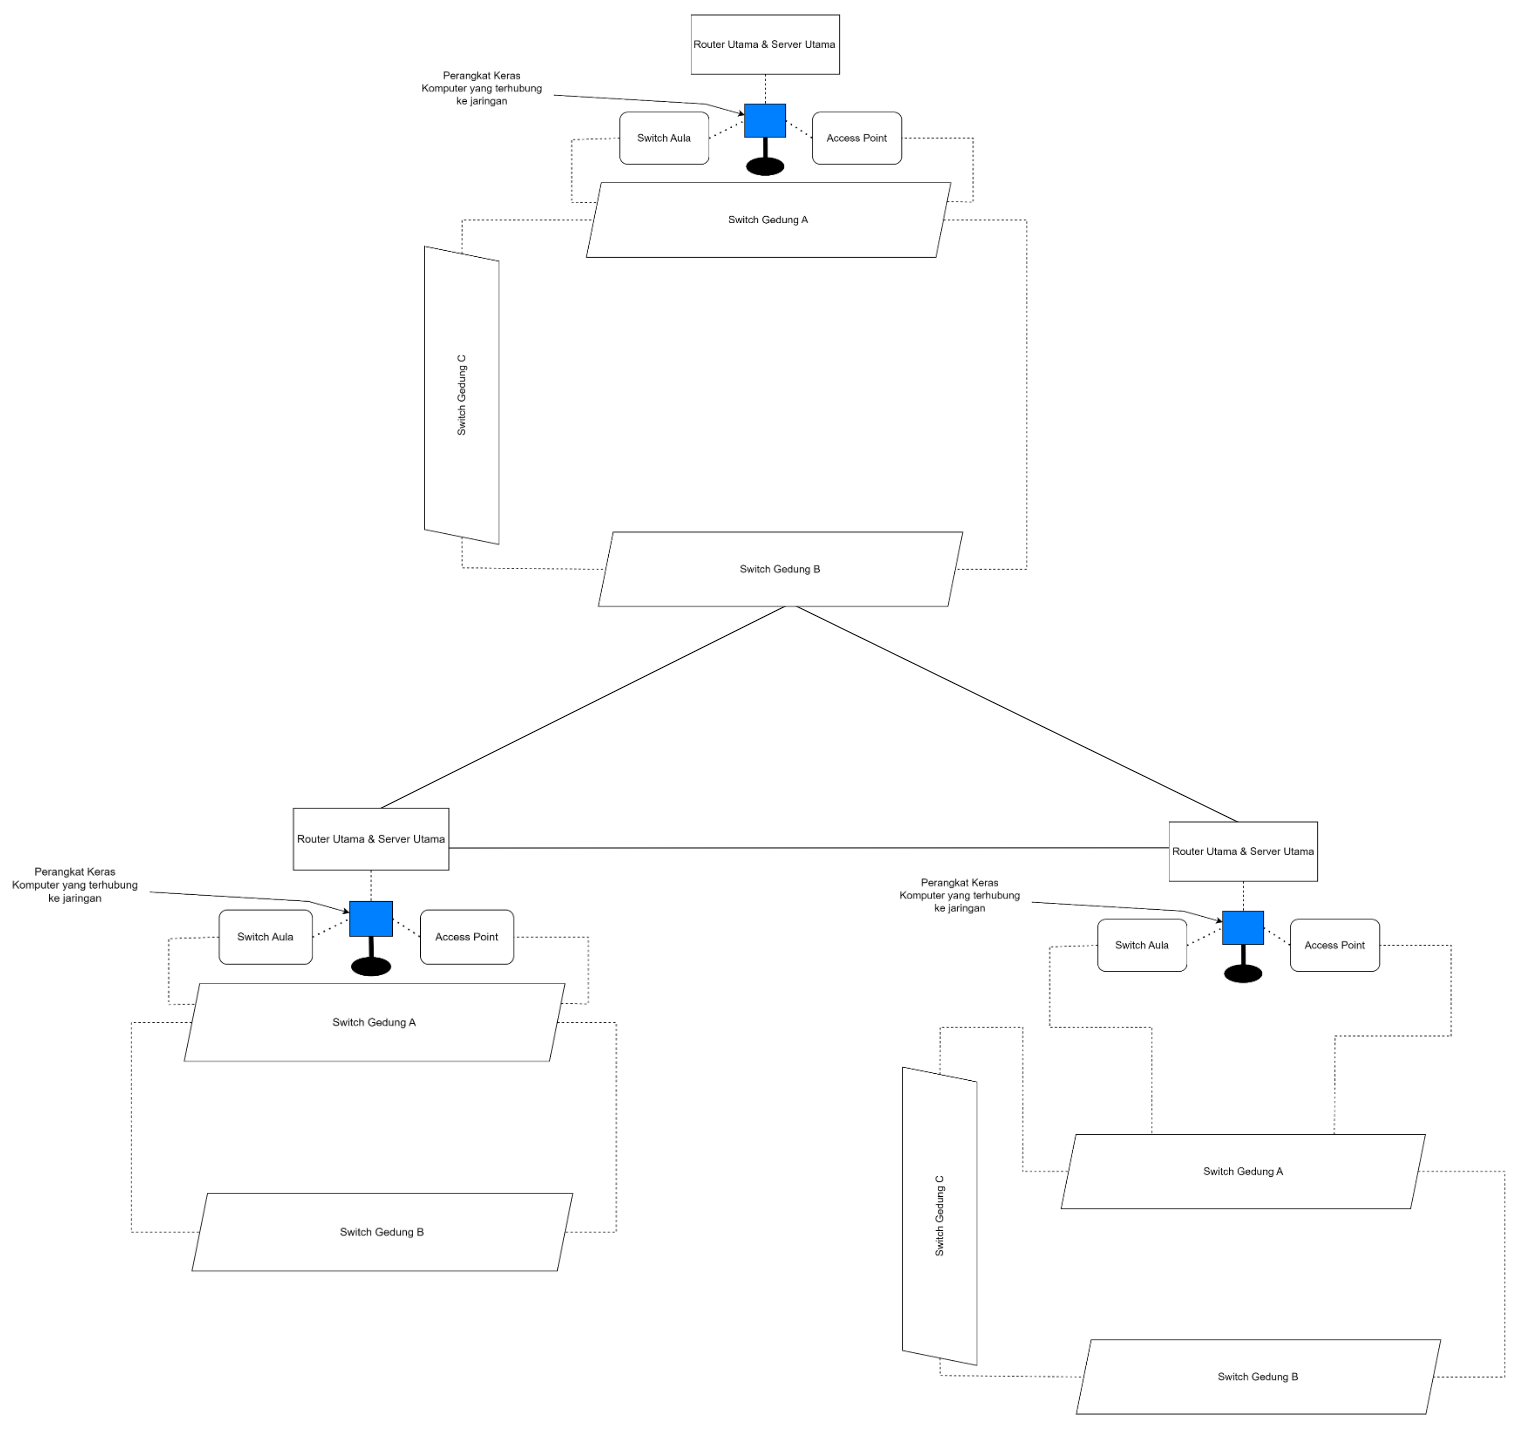 Router Utama & Server Utama
Perangkat Keras
Komputer yang terhubung
ke jaringan
Switch Aula
Access Point
Switch Gedung A
Switch Gedung C
Switch Gedung B
Router Utama & Server Utama
Perangkat Keras
Komputer yang terhubung
ke jaringan
Switch Aula
Access Point
Switch Gedung A
Switch Gedung B
Router Utama & Server Utama
Perangkat Keras
Komputer yang terhubung
ke jaringan
Switch Aula
Access Point
Switch Gedung A
Switch Gedung C
Switch Gedung B